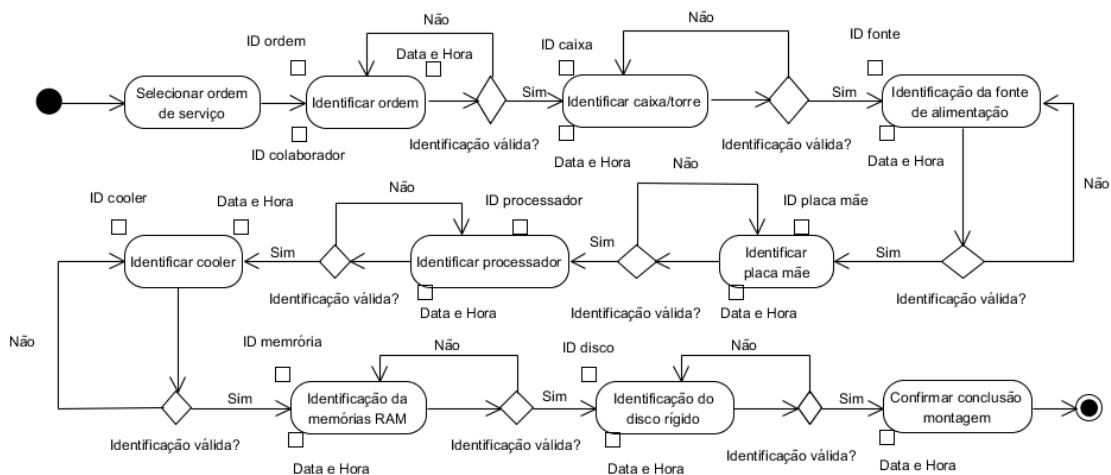 Não
Não
ID ordem
Data e Hora
ID caixa
ID fonte
Selecionar ordem
de serviço
Identificar ordem
Sim
Identificar caixa/torre
Sim
Identificação da fonte
de alimentação
ID colaborador
Identificação válida?
Data e Hora
Identificação válida?
Data e Hora
Não
Não
Não
ID cooler
Data e Hora
ID processador
ID placa mãe
Identificar cooler
Sim
Identificar processador
Sim
Identificar
placa mãe
Sim
Identificação válida?
Data e Hora
Identificação válida?
Data e Hora
Identificação válida?
Não
ID memrória
Não
ID disco
Não
Sim
Identificação da
memórias RAM
Sim
Identificação do
disco rígido
Sim
Confirmar conclusão
montagem
Identificação válida?
Data e Hora
Identificação válida?
Data e Hora
Identificação válida?
Data e Hora